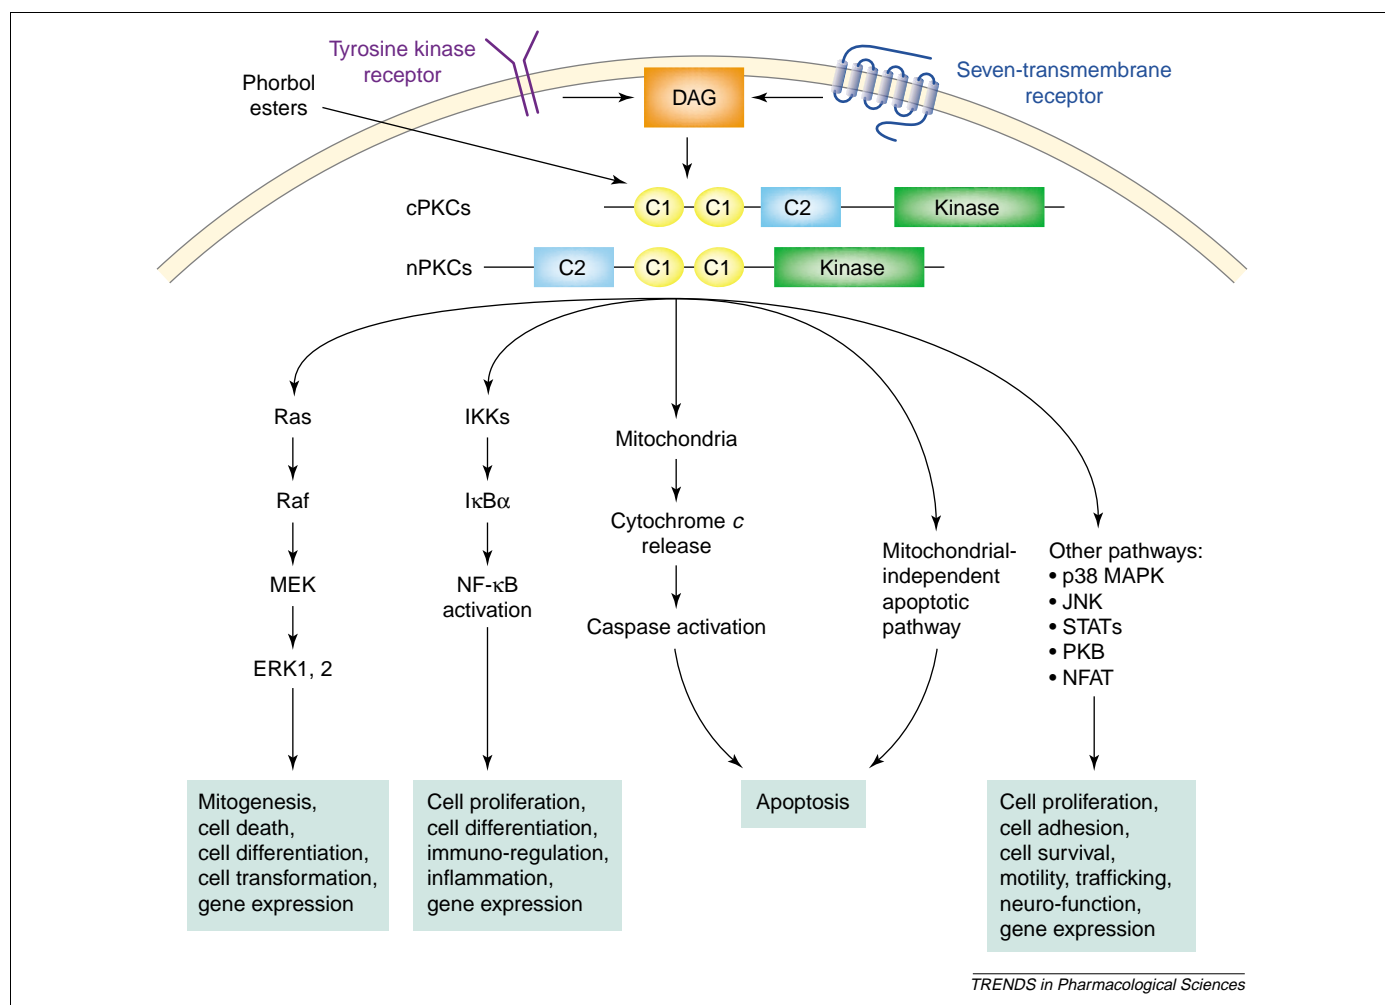 Tyrosine kinase
receptor
Phorbol
esters
DAG
Seven-transmembrane
receptor
cPKCs
C1
C1
C2
Kinase
nPKCs
C2
C1
C1
Kinase
Ras
Raf
MEK
ERK1, 2
Mitogenesis,
cell death,
cell differentiation,
cell transformation,
gene expression
IKKs
IκBα
NF-κB
activation
Cell proliferation,
cell differentiation,
immuno-regulation,
inflammation,
gene expression
Mitochondria
Cytochrome c
release
Caspase activation
Mitochondrial-
independent
apoptotic
pathway
Apoptosis
Other pathways:
• p38 MAPK
• JNK
• STATs
• PKB
• NFAT
Cell proliferation,
cell adhesion,
cell survival,
motility, trafficking,
neuro-function,
gene expression
TRENDS in Pharmacological Sciences